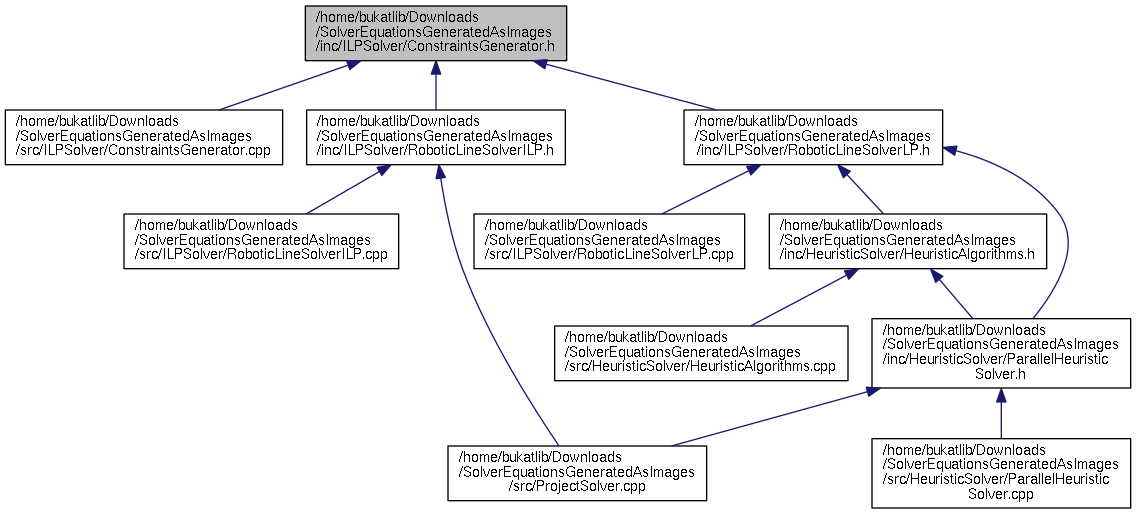 /home/bukatlib/Downloads
/SolverEquationsGeneratedAsImages
/inc/ILPSolver/ConstraintsGenerator.h
/home/bukatlib/Downloads
/SolverEquationsGeneratedAsImages
/src/ILPSolver/ConstraintsGenerator.cpp
/home/bukatlib/Downloads
/SolverEquationsGeneratedAsImages
/inc/ILPSolver/RoboticLineSolverILP.h
/home/bukatlib/Downloads
/SolverEquationsGeneratedAsImages
/inc/ILPSolver/RoboticLineSolverLP.h
/home/bukatlib/Downloads
/SolverEquationsGeneratedAsImages
/src/ILPSolver/RoboticLineSolverILP.cpp
/home/bukatlib/Downloads
/SolverEquationsGeneratedAsImages
/src/ILPSolver/RoboticLineSolverLP.cpp
/home/bukatlib/Downloads
/SolverEquationsGeneratedAsImages
/inc/HeuristicSolver/HeuristicAlgorithms.h
/home/bukatlib/Downloads
/SolverEquationsGeneratedAsImages
/src/HeuristicSolver/HeuristicAlgorithms.cpp
/home/bukatlib/Downloads
/SolverEquationsGeneratedAsImages
/inc/HeuristicSolver/ParallelHeuristic
Solver.h
/home/bukatlib/Downloads
/SolverEquationsGeneratedAsImages
/src/ProjectSolver.cpp
/home/bukatlib/Downloads
/SolverEquationsGeneratedAsImages
/src/HeuristicSolver/ParallelHeuristic
Solver.cpp